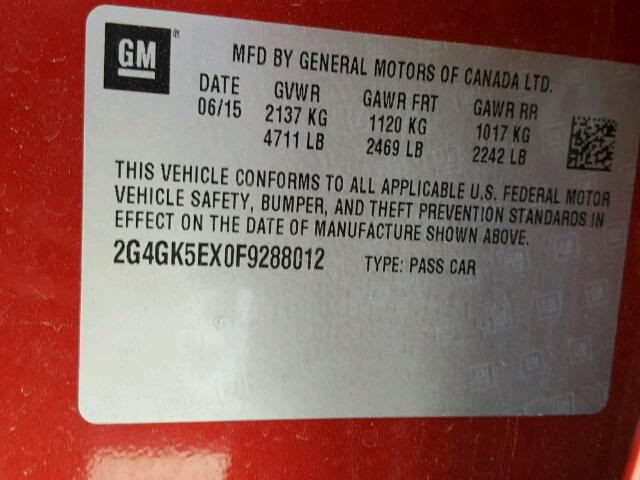 GM
MFD BY GENERAL MOTORS OF CANADA LTD.
DATE GVWR GAWR FRT GAWR RR
06/15 2137 KG 1120 KG 1017 KG
4711 LB 2469 LB 2242 LB
THIS VEHICLE CONFORMS TO ALL APPLICABLE U.S. FEDERAL MOTOR
VEHICLE SAFETY, BUMPER, AND THEFT PREVENTION STANDARDS IN
EFFECT ON THE DATE OF MANUFACTURE SHOWN ABOVE.
2G4GK5EX0F9288012 TYPE: PASS CAR